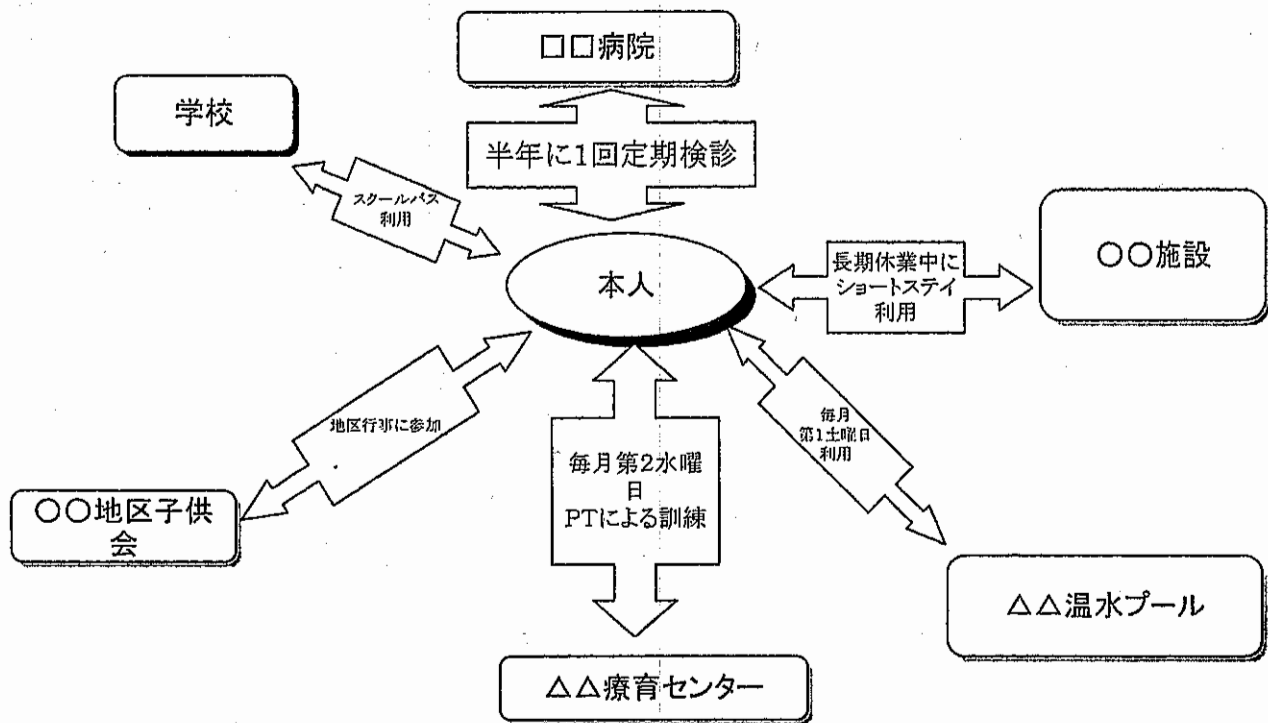 □□病院
学校
半年に1回定期検診
スクールバス
利用
本人
長期休業中に
ショートステイ
利用
○○施設
地区行事に参加
毎月第2水曜
日
PTによる訓練
毎月
第1土曜日
利用
○○地区子供
会
△△温水プール
△△療育センター